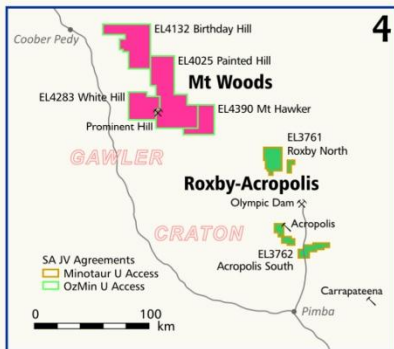 4
EL4132 Birthday Hill
Coober Pedy
EL4025 Painted Hill
Mt Woods
EL4283 White Hill
EL4390 Mt Hawker
Prominent Hill
EL3761
Roxby North
GAWLER
Roxby-Acropolis
Olympic Dam
Acropolis
CRATON
EL3762
Acropolis South
SA JV Agreements
Minotaur U Access
OzMin U Access
Carrapateena
0 100
km
Pimba